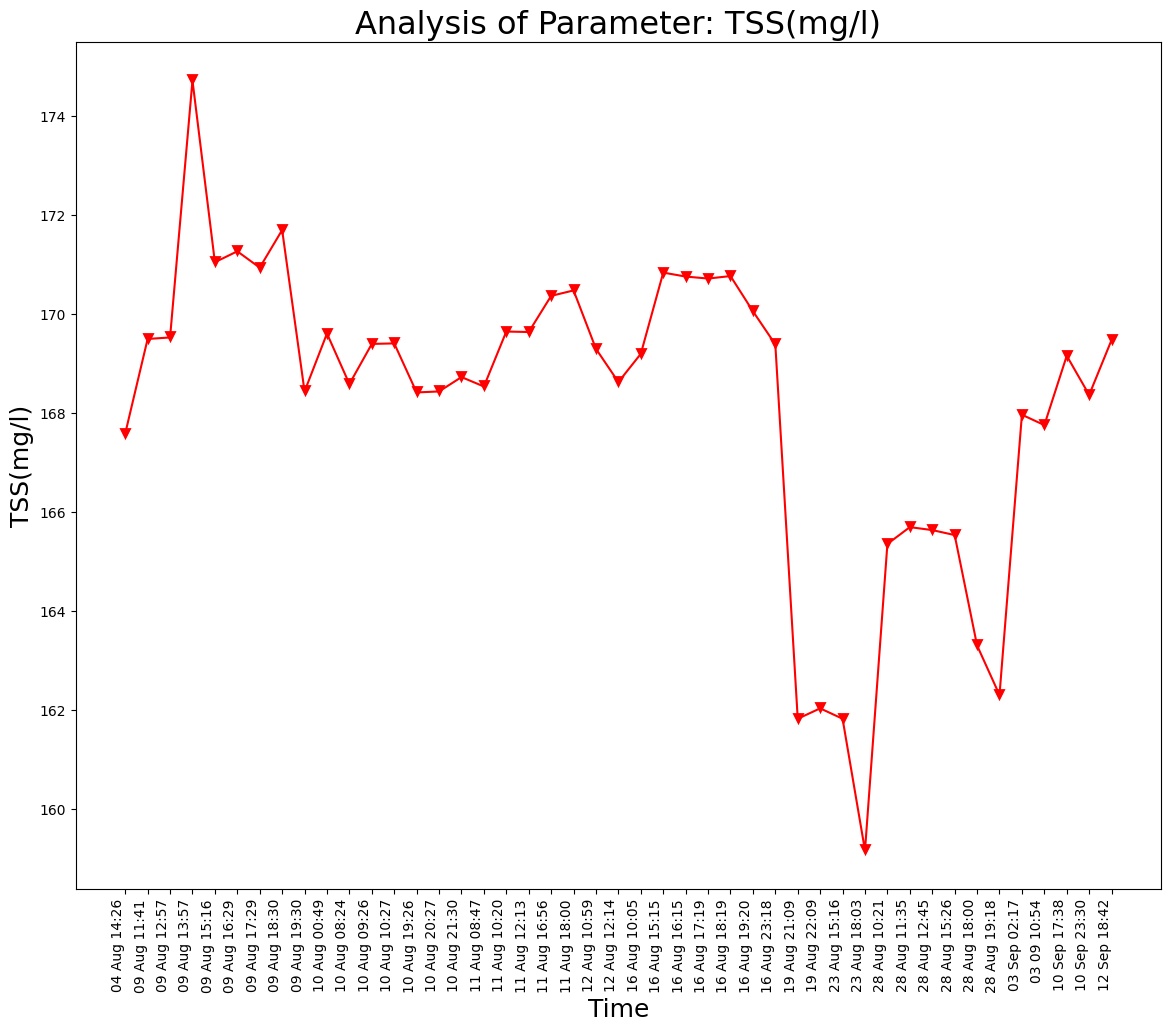 Analysis of Parameter: TSS(mg/l)
TSS(mg/l)
174
172
170
168
166
164
162
160
04 Aug 14:26
09 Aug 11:41
09 Aug 12:57
09 Aug 13:57
09 Aug 15:16
09 Aug 16:29
09 Aug 17:29
09 Aug 18:30
09 Aug 19:30
10 Aug 00:49
10 Aug 08:24
10 Aug 09:26
10 Aug 10:27
10 Aug 19:26
10 Aug 20:27
10 Aug 21:30
11 Aug 08:47
11 Aug 10:20
11 Aug 12:13
11 Aug 16:56
11 Aug 18:00
12 Aug 10:59
12 Aug 12:14
16 Aug 10:05
16 Aug 15:15
16 Aug 16:15
16 Aug 17:19
16 Aug 18:19
16 Aug 19:20
16 Aug 23:18
19 Aug 21:09
19 Aug 22:09
23 Aug 15:16
23 Aug 18:03
28 Aug 10:21
28 Aug 11:35
28 Aug 12:45
28 Aug 15:26
28 Aug 18:00
28 Aug 19:18
03 Sep 02:17
03 09 10:54
10 Sep 17:38
10 Sep 23:30
12 Sep 18:42
Time